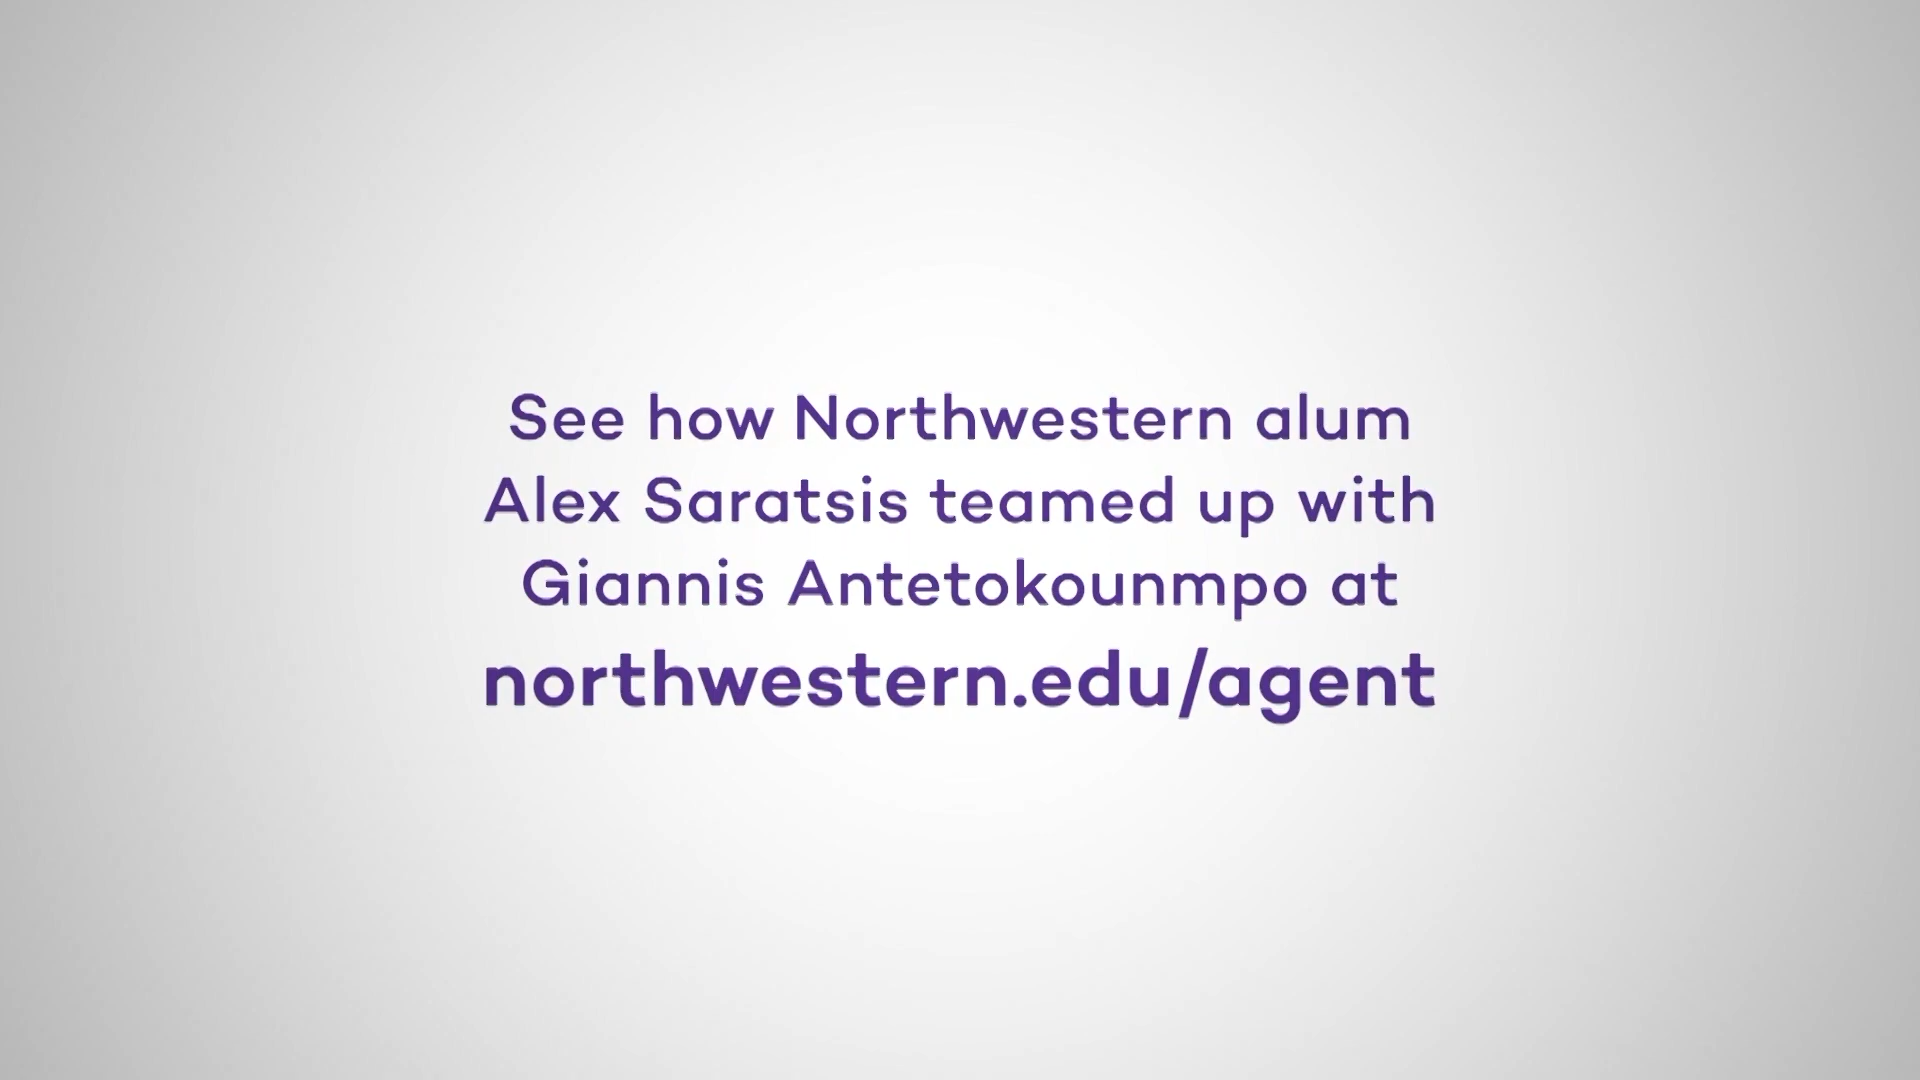 See how Northwestern alum
Alex Saratsis teamed up with
Giannis Antetokounmpo at
northwestern.edu/agent